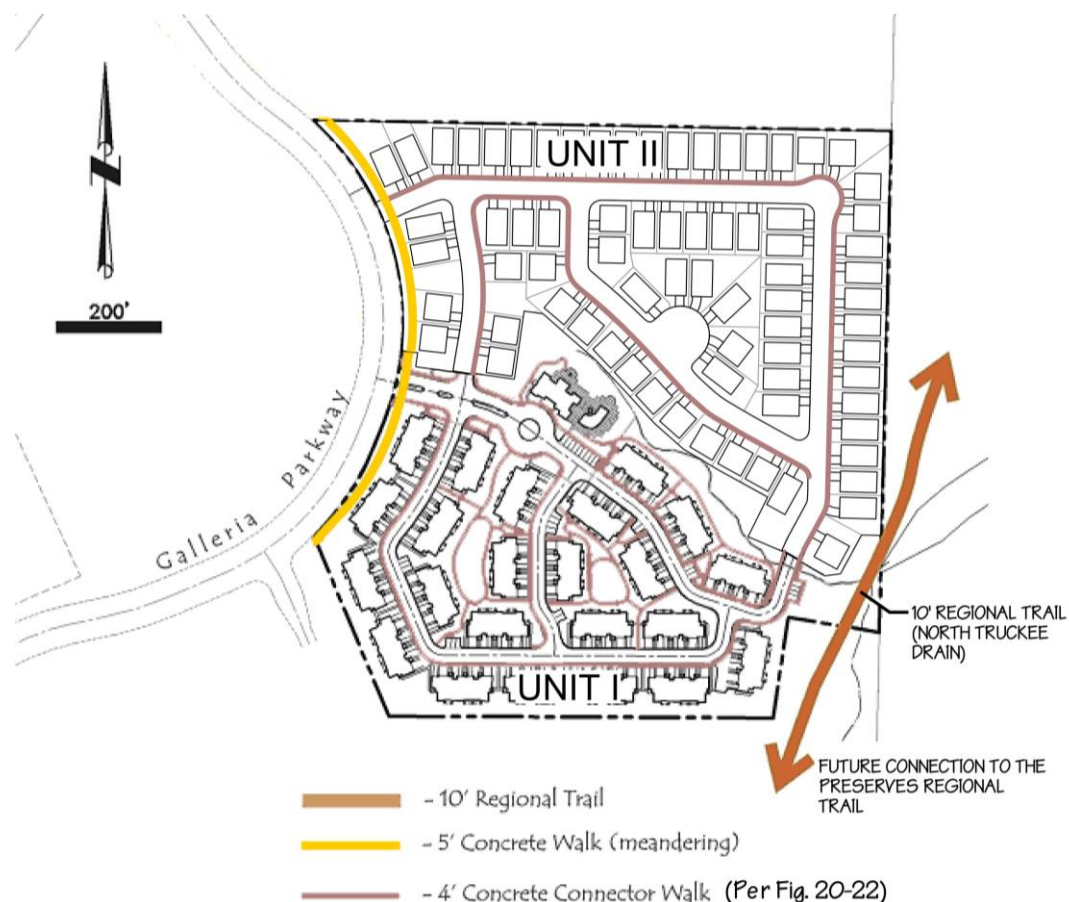 UNIT II
N
200'
Galleria Parkway
10' REGIONAL TRAIL
(NORTH TRUCKEE
DRAIN)
UNIT I
FUTURE CONNECTION TO THE
PRESERVES REGIONAL
TRAIL
- 10' Regional Trail
- 5' Concrete Walk (meandering)
- 4' Concrete Connector Walk (Per Fig. 20-22)